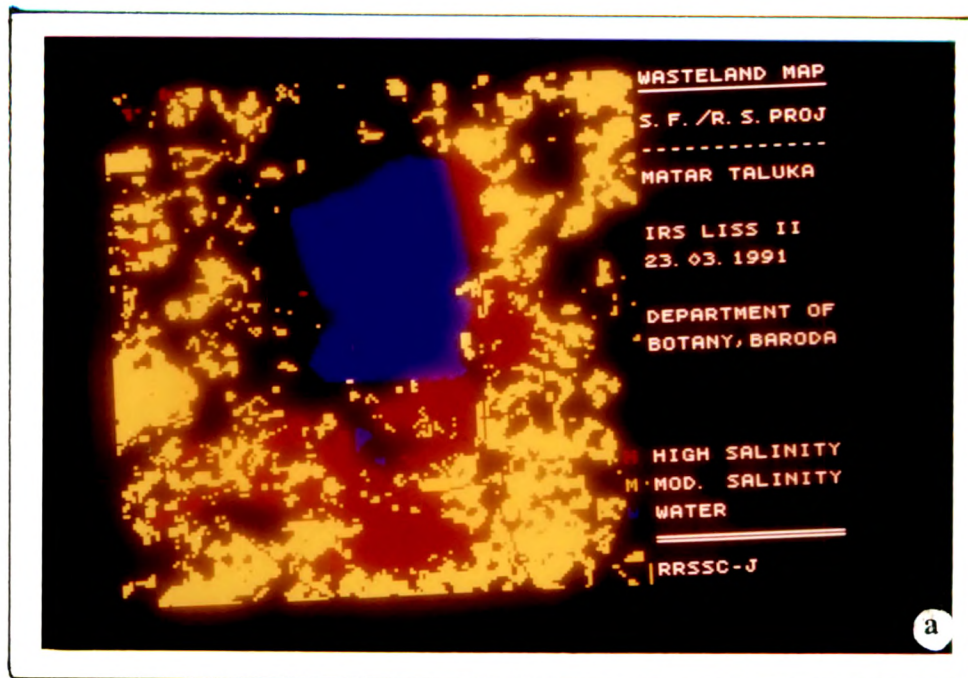 WASTELAND MAP
S. F. /R. S. PROJ
MATAR TALUKA
IRS LISS II
23. 03. 1991
DEPARTMENT OF
BOTANY, BARODA
M HIGH SALINITY
M MOD. SALINITY
WATER
RRSSC-J
a